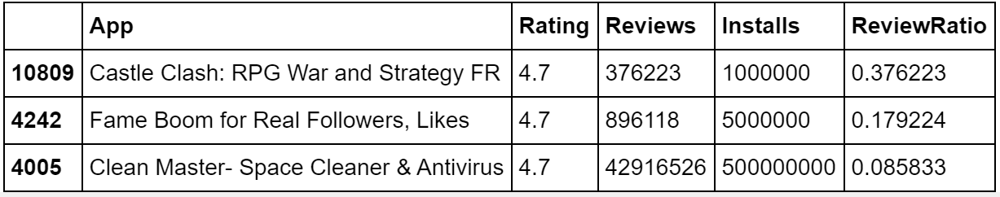 App Rating Reviews Installs ReviewRatio
10809 Castle Clash: RPG War and Strategy FR 4.7 376223 1000000 0.376223
4242 Fame Boom for Real Followers, Likes 4.7 896118 5000000 0.179224
4005 Clean Master- Space Cleaner & Antivirus 4.7 42916526 500000000 0.085833